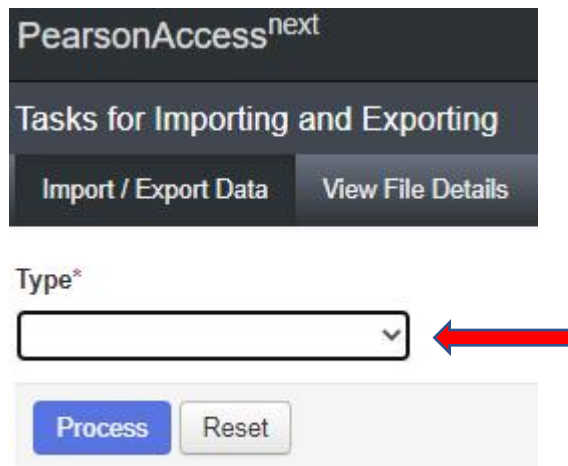 PearsonAccessnext
Tasks for Importing and Exporting
Import / Export Data View File Details
Type*
Process Reset